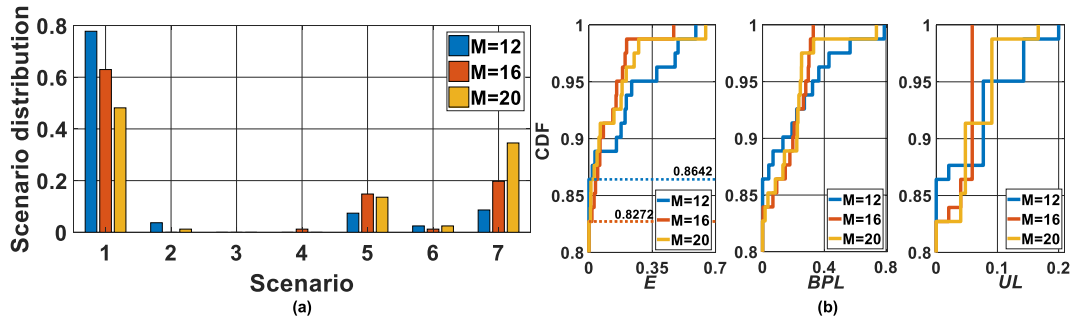 Scenario distribution
0.8
0.6
0.4
0.2
0
M=12
M=16
M=20
1 2 3 4 5 6 7
Scenario
(a)
CDF
1
0.95
0.9
0.85
0.8
0.8642
0.8272
M=12
M=16
M=20
0 0.35 0.7
E
1
0.95
0.9
0.85
0.8
M=12
M=16
M=20
0 0.4 0.8
BPL
1
0.95
0.9
0.85
0.8
M=12
M=16
M=20
0 0.1 0.2
UL
(b)